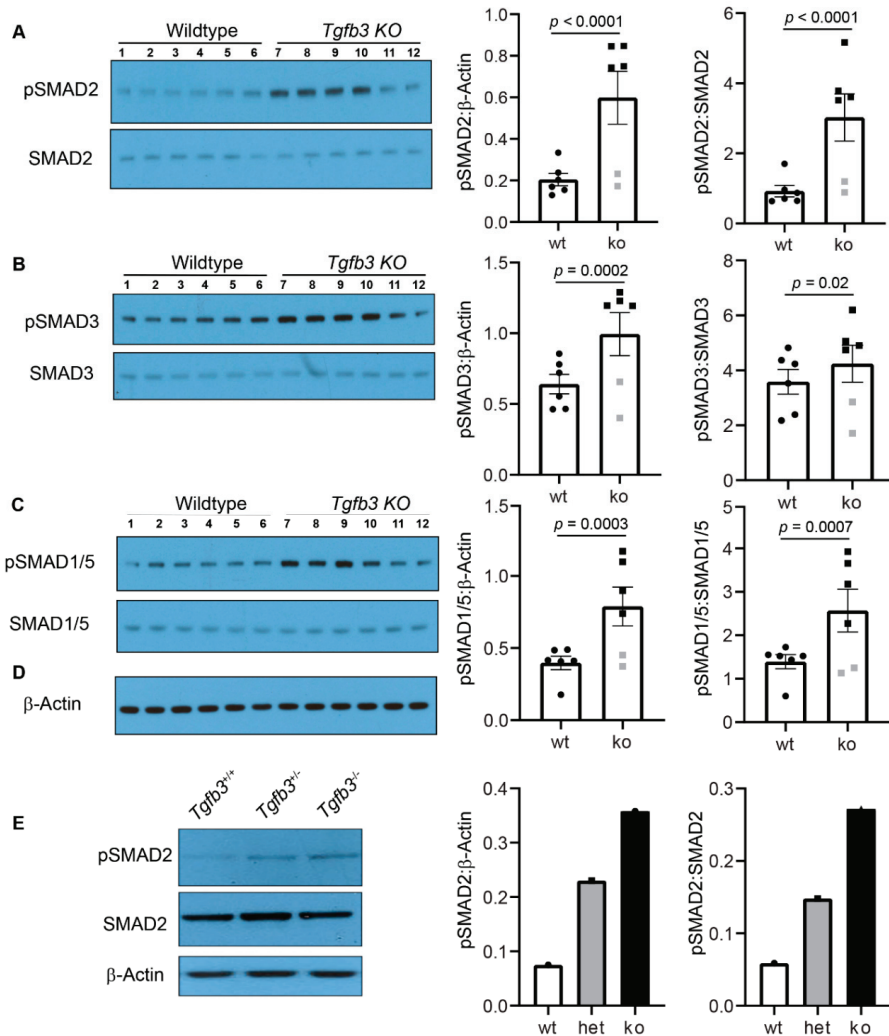 A
Wildtype Tgfb3 KO
1 2 3 4 5 6 7 8 9 10 11 12
pSMAD2
SMAD2
pSMAD2:β-Actin
1.0
0.8
0.6
0.4
0.2
0.0
p < 0.0001
wt ko
pSMAD2:SMAD2
6
4
2
0
p < 0.0001
wt ko
B
Wildtype Tgfb3 KO
1 2 3 4 5 6 7 8 9 10 11 12
pSMAD3
SMAD3
pSMAD3:β-Actin
1.5
1.0
0.5
0.0
p = 0.0002
wt ko
pSMAD3:SMAD3
8
6
4
2
0
p = 0.02
wt ko
C
Wildtype Tgfb3 KO
1 2 3 4 5 6 7 8 9 10 11 12
pSMAD1/5
SMAD1/5
D
β-Actin
pSMAD1/5:β-Actin
1.5
1.0
0.5
0.0
p = 0.0003
wt ko
pSMAD1/5:SMAD1/5
5
4
3
2
1
0
p = 0.0007
wt ko
E
Tgfb3+/+ Tgfb3+/- Tgfb3-/-
pSMAD2
SMAD2
β-Actin
pSMAD2:β-Actin
0.4
0.3
0.2
0.1
0.0
wt het ko
pSMAD2:SMAD2
0.3
0.2
0.1
0.0
wt het ko